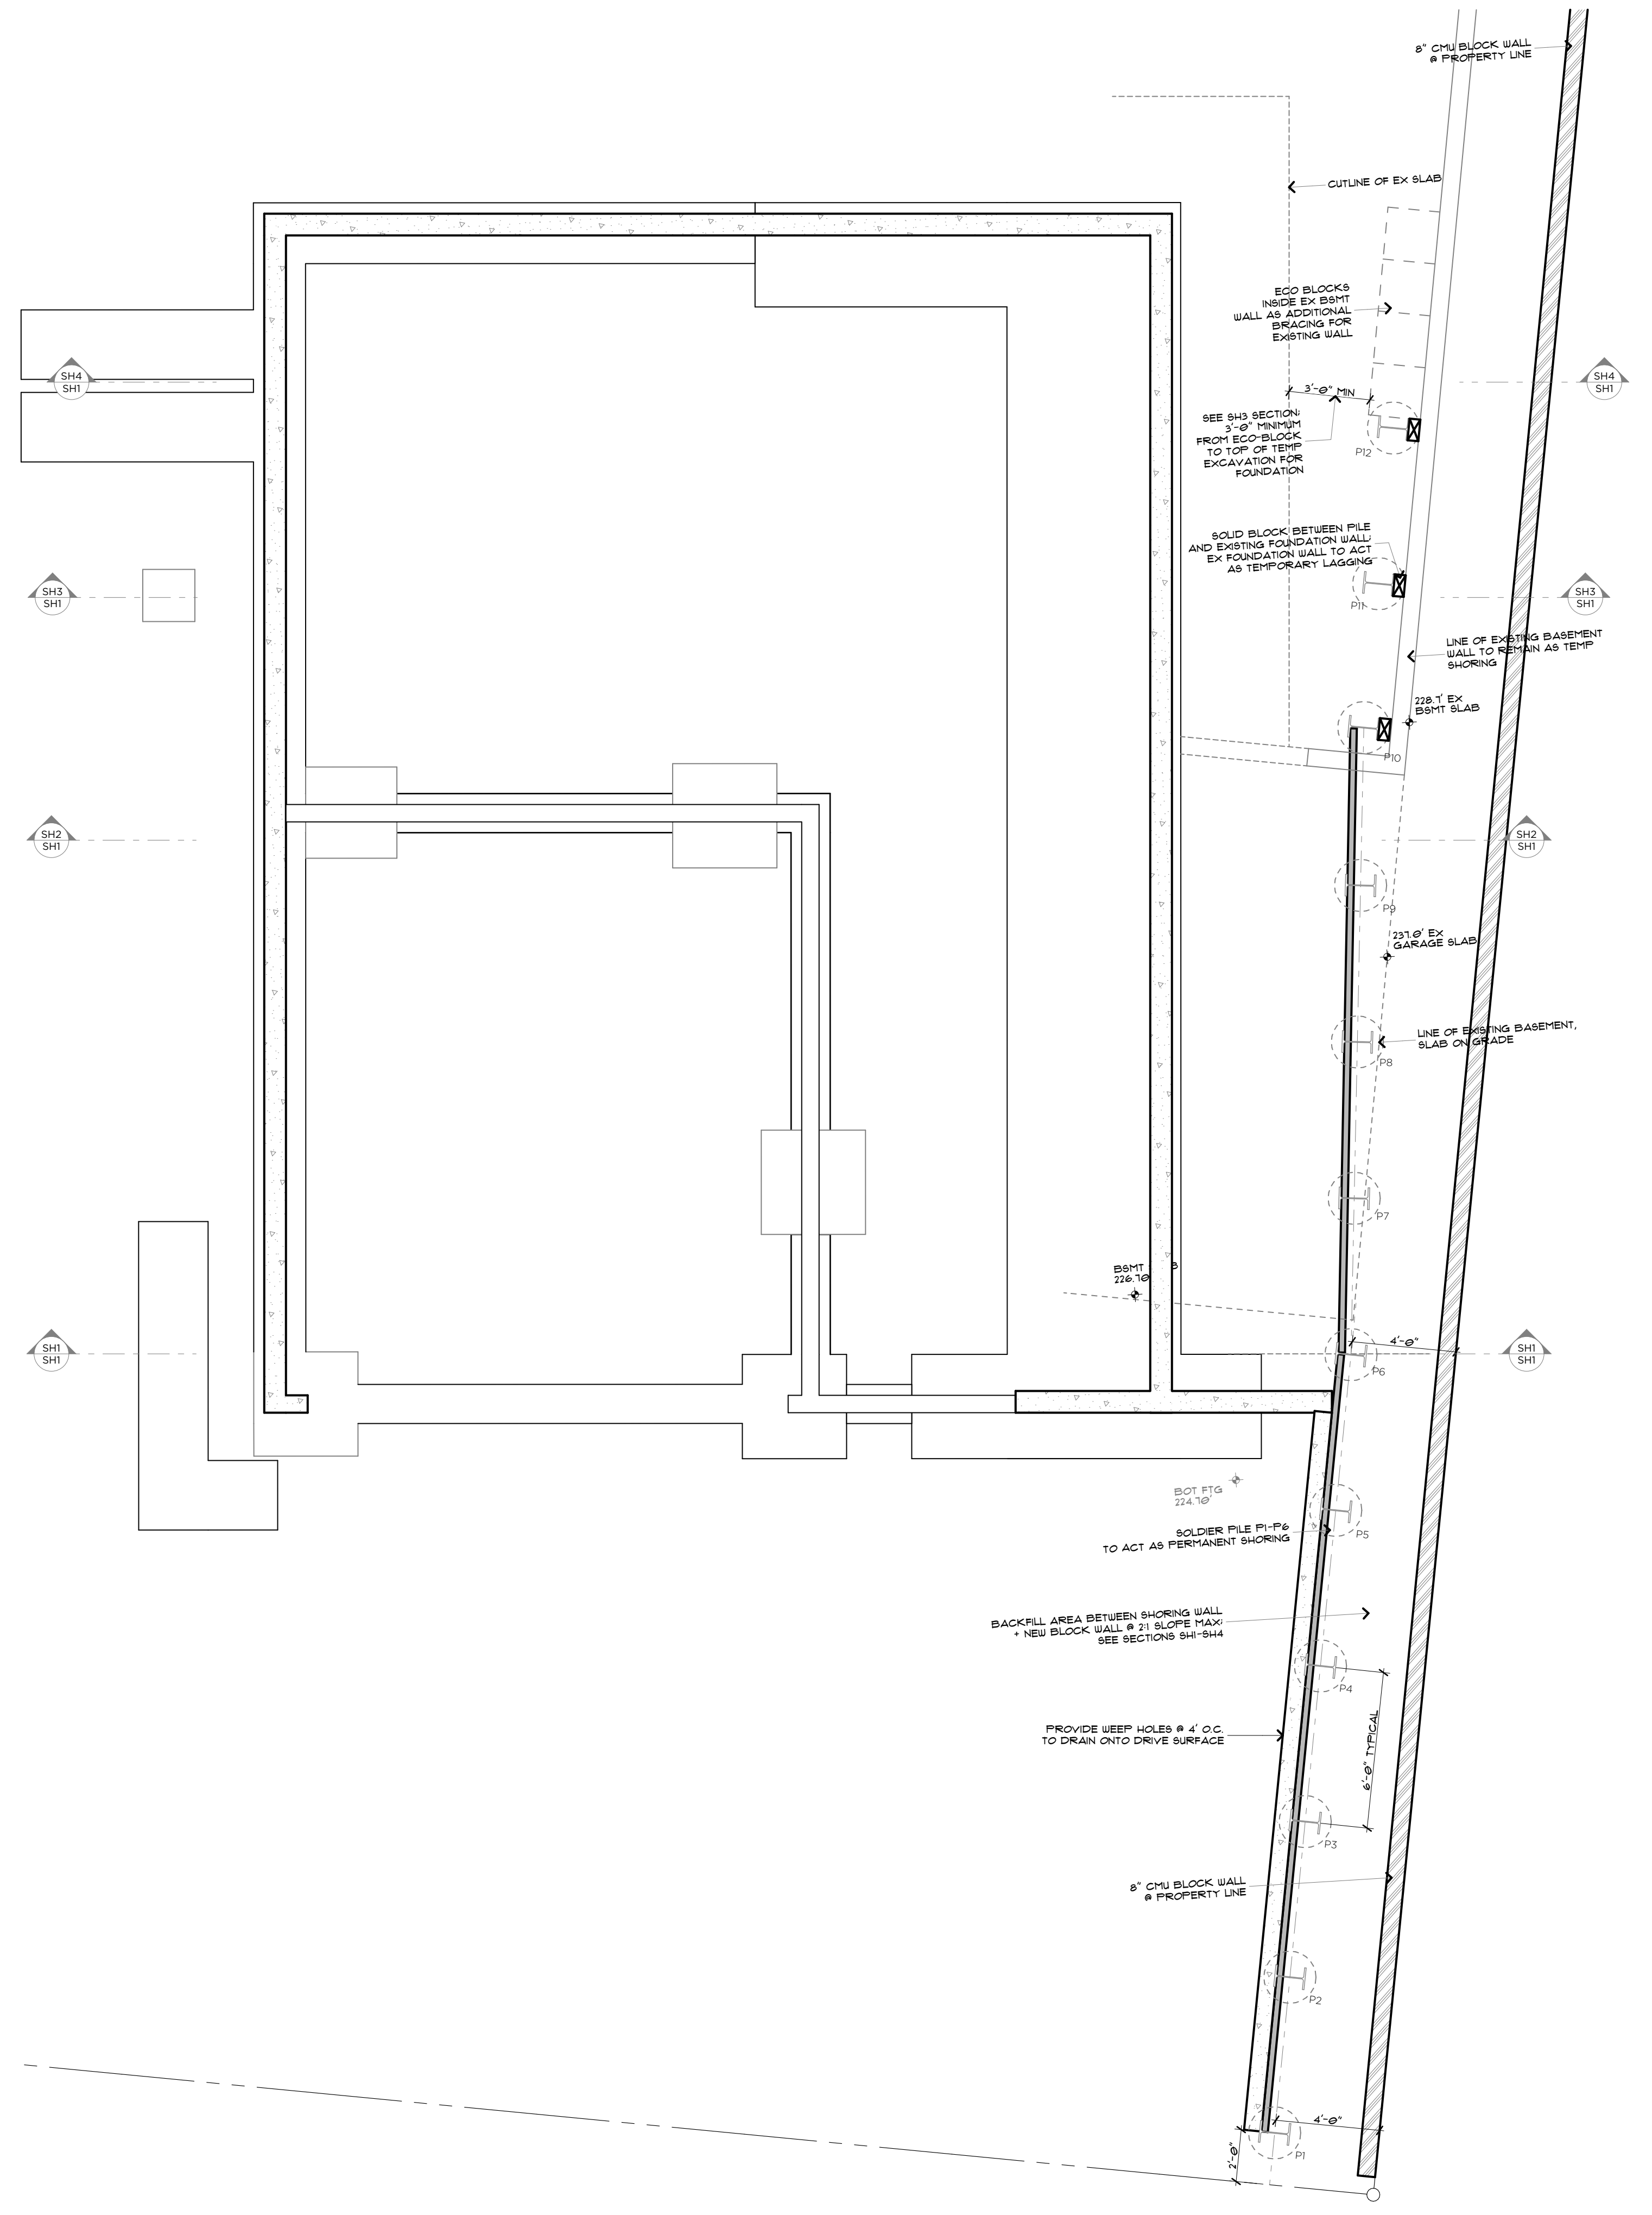 8" CMU BLOCK WALL
@ PROPERTY LINE
CUTLINE OF EX SLAB
ECO BLOCKS
INSIDE EX BSMT
WALL AS ADDITIONAL
BRACING FOR
EXISTING WALL
SH4
SH1
SH4
SH1
3'-0" MIN
SEE SH3 SECTION:
3'-0" MINIMUM
FROM ECO-BLOCK
TO TOP OF TEMP
EXCAVATION FOR
FOUNDATION
P12
SOLID BLOCK BETWEEN PILE
AND EXISTING FOUNDATION WALL:
EX FOUNDATION WALL TO ACT
AS TEMPORARY LAGGING
SH3
SH1
P11
SH3
SH1
LINE OF EXISTING BASEMENT
WALL TO REMAIN AS TEMP
SHORING
228.7' EX
BSMT SLAB
P10
SH2
SH1
SH2
SH1
P9
237.0' EX
GARAGE SLAB
LINE OF EXISTING BASEMENT,
SLAB ON GRADE
P8
P7
BSMT
226.70
4'-0"
SH1
SH1
SH1
SH1
P6
BOT FTG
224.70'
SOLDIER PILE P1-P6
TO ACT AS PERMANENT SHORING
P5
BACKFILL AREA BETWEEN SHORING WALL
+ NEW BLOCK WALL @ 2:1 SLOPE MAX:
SEE SECTIONS SH1-SH4
P4
PROVIDE WEEP HOLES @ 4' O.C.
TO DRAIN ONTO DRIVE SURFACE
6'-0" TYPICAL
P3
8" CMU BLOCK WALL
@ PROPERTY LINE
P2
4'-0"
2'-0"
P1